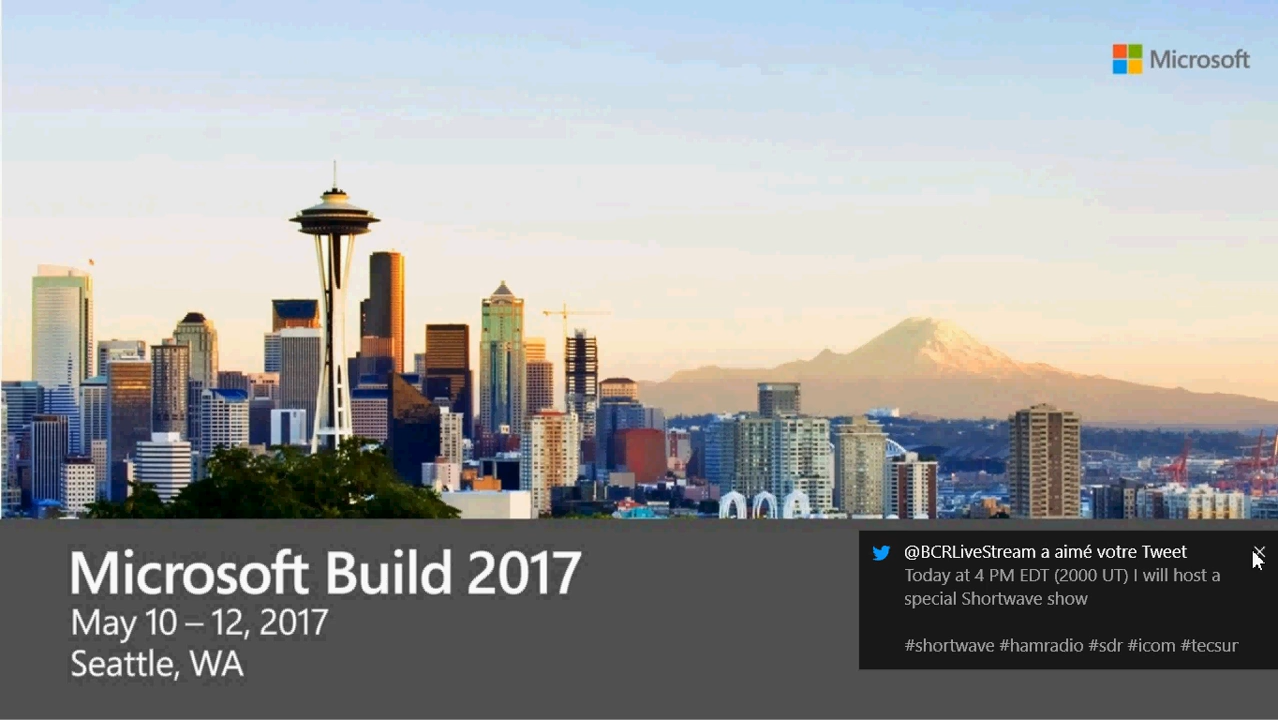 Microsoft
Microsoft Build 2017
May 10 – 12, 2017
Seattle, WA
@BCRLiveStream a aimé votre Tweet
Today at 4 PM EDT (2000 UT) I will host a
special Shortwave show
#shortwave #hamradio #sdr #icom #tecsur